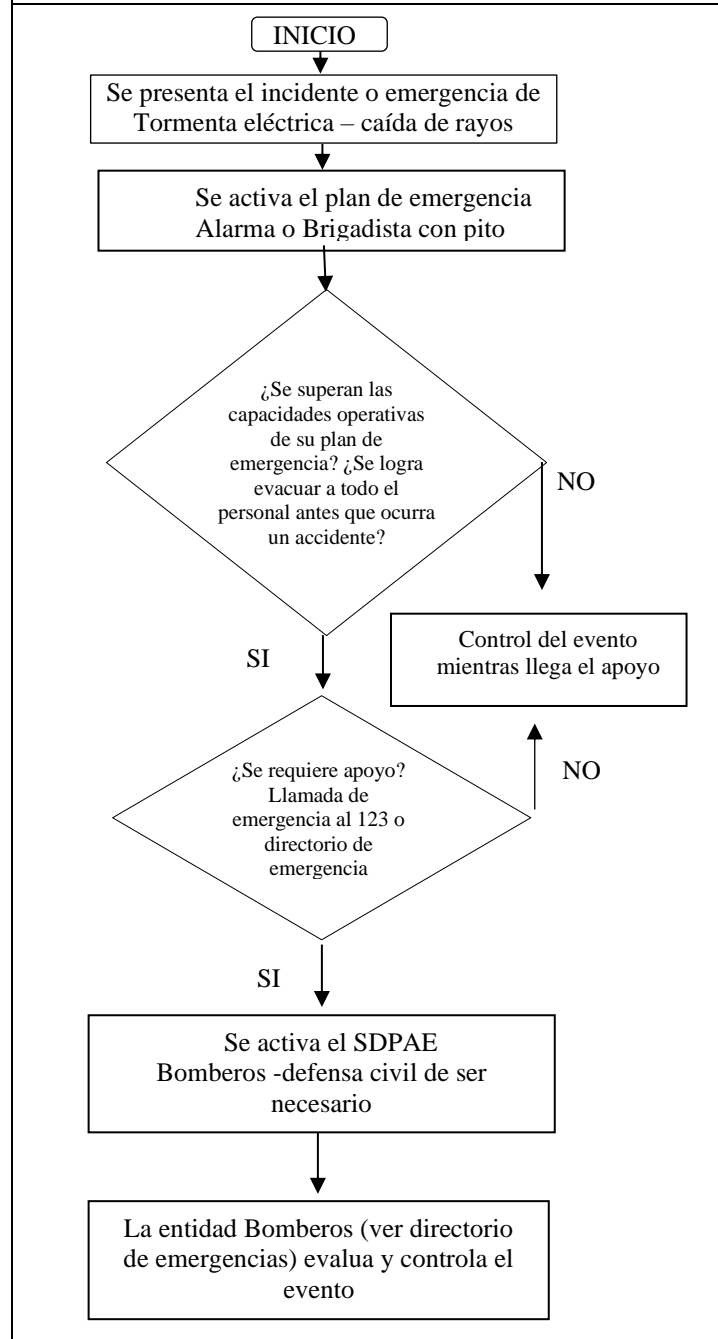 INICIO
Se presenta el incidente o emergencia de
Tormenta eléctrica – caída de rayos
Se activa el plan de emergencia
Alarma o Brigadista con pito
¿Se superan las
capacidades operativas
de su plan de
emergencia? ¿Se logra
evacuar a todo el
personal antes que ocurra
un accidente?
NO
Control del evento
mientras llega el apoyo
SI
¿Se requiere apoyo?
Llamada de
emergencia al 123 o
directorio de
emergencia
NO
SI
Se activa el SDPAE
Bomberos -defensa civil de ser
necesario
La entidad Bomberos (ver directorio
de emergencias) evalua y controla el
evento